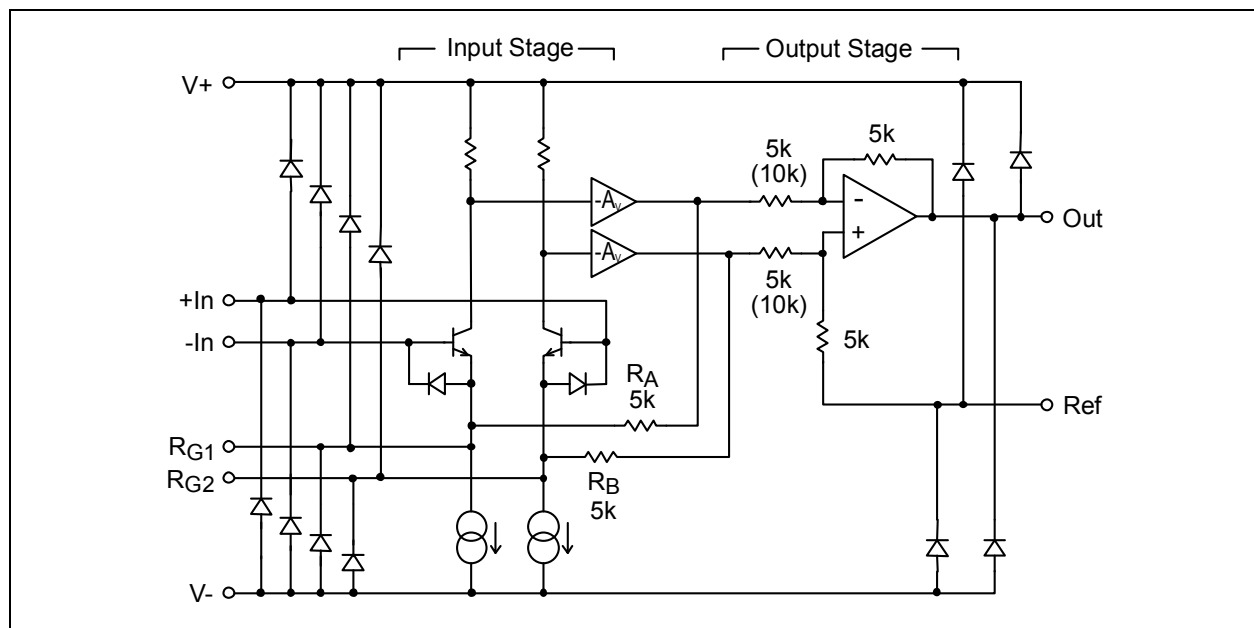 Input Stage
Output Stage
V+
5k
5k
(10k)
-Av
-
Out
-Av
+
5k
(10k)
+In
-In
5k
RA
5k
Ref
RG1
RG2
RB
5k
V-